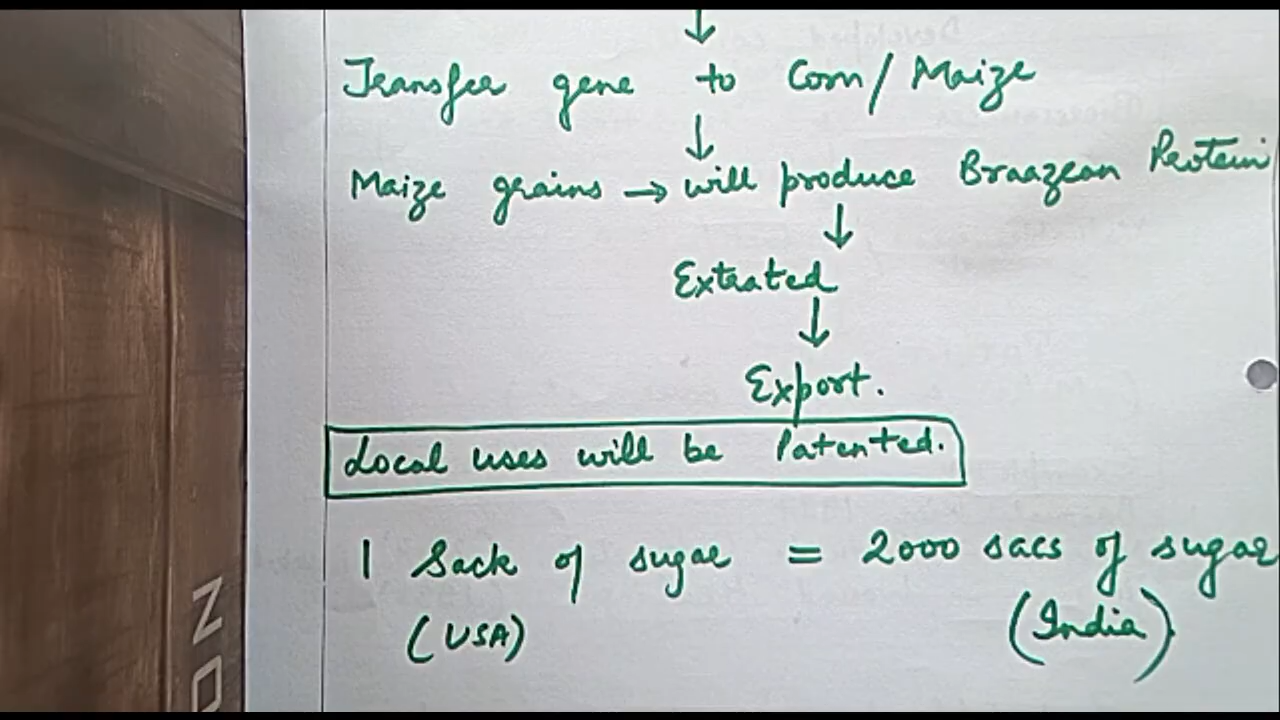 ↓
Transfer gene to Corn/Maize
↓
Maize grains → will produce Braazean Protein
↓
Extrated
↓
Export.
Local uses will be Patented.
1 Sack of sugar = 2000 sacs of sugar
(USA) (India)